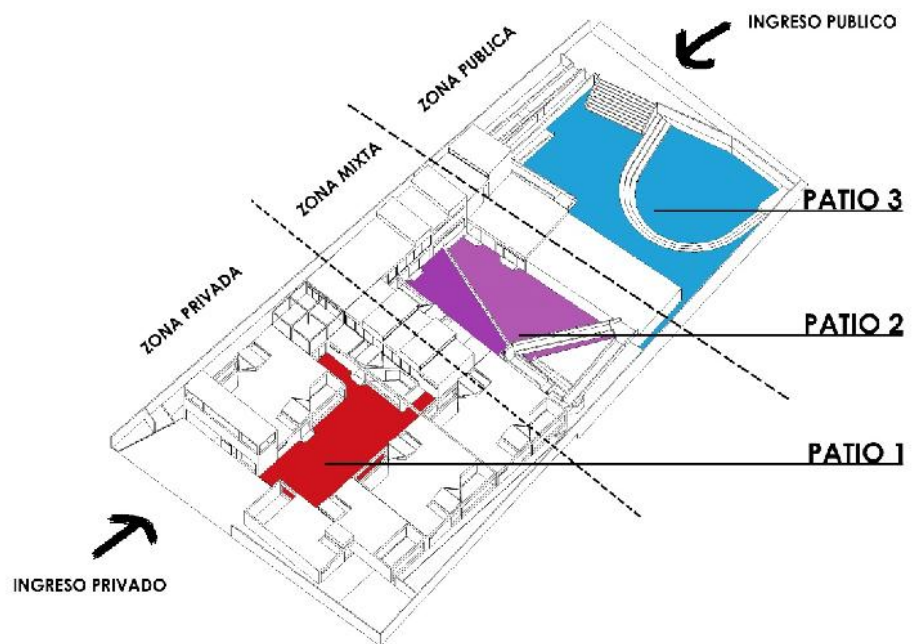 INGRESO PUBLICO
ZONA PUBLICA
ZONA MIXTA
ZONA PRIVADA
PATIO 3
PATIO 2
PATIO 1
INGRESO PRIVADO